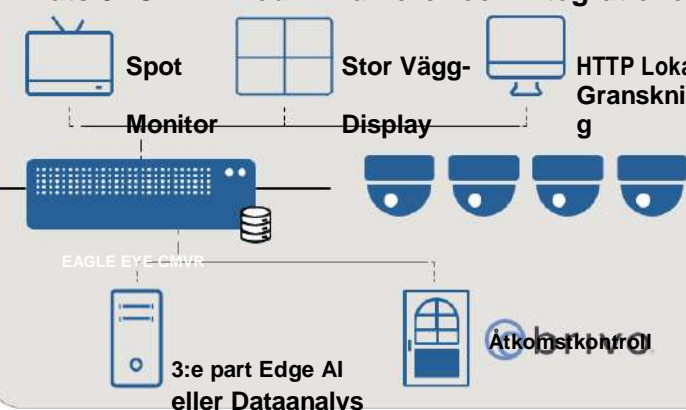 Spot
Monitor
Stor Vägg-
Display
HTTP Loka
Granskni
g
EAGLE EYE CMVR
3:e part Edge AI
eller Dataanalys
Åtkomstkontroll
brivo